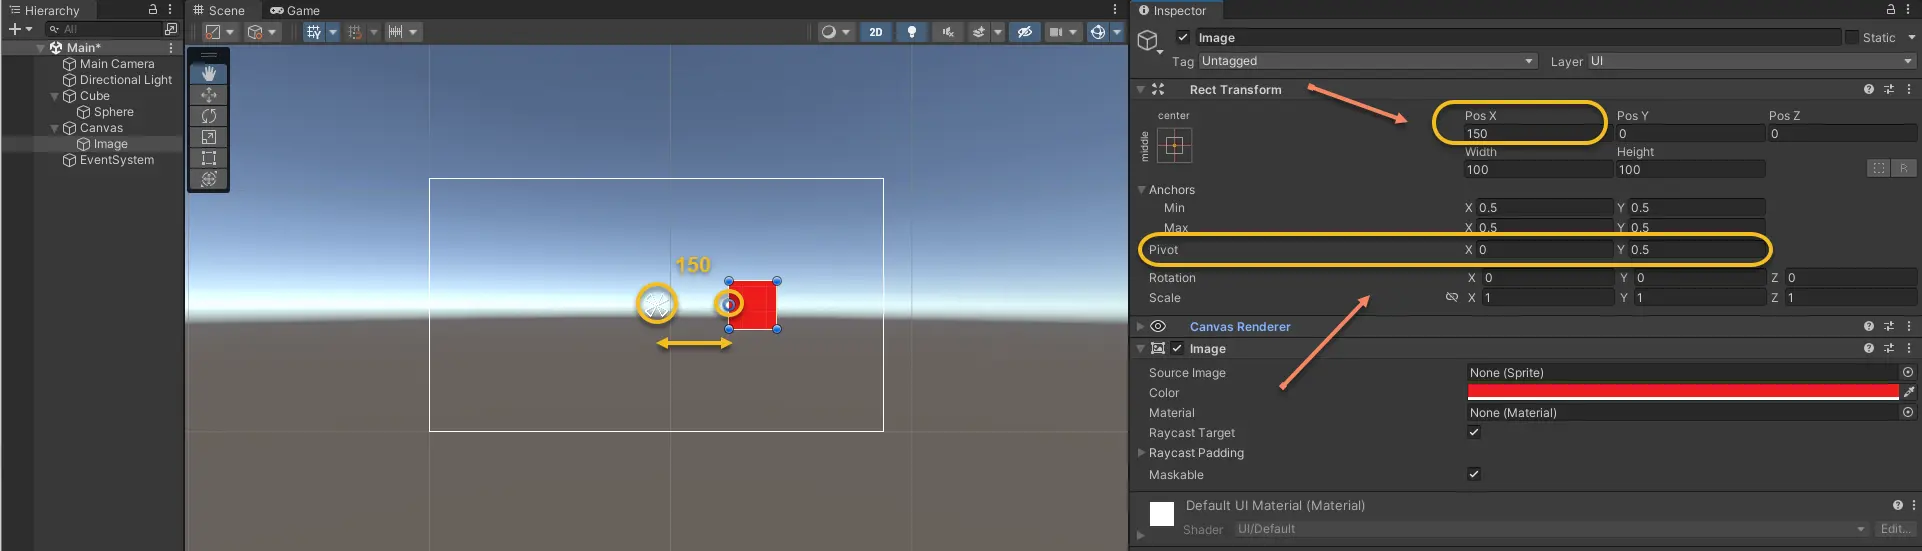 Hierarchy
All
Main*
Main Camera
Directional Light
Cube
Sphere
Canvas
Image
EventSystem
Scene
Game
2D
150
Inspector
Image
Static
Tag Untagged
Layer UI
Rect Transform
center
middle
Pos X Pos Y Pos Z
150 0 0
Width Height
100 100
R
Anchors
Min X 0.5 Y 0.5
Max X 0.5 Y 0.5
Pivot X 0 Y 0.5
Rotation X 0 Y 0 Z 0
Scale X 1 Y 1 Z 1
Canvas Renderer
Image
Source Image None (Sprite)
Color
Material None (Material)
Raycast Target
Raycast Padding
Maskable
Default UI Material (Material)
Shader UI/Default Edit...